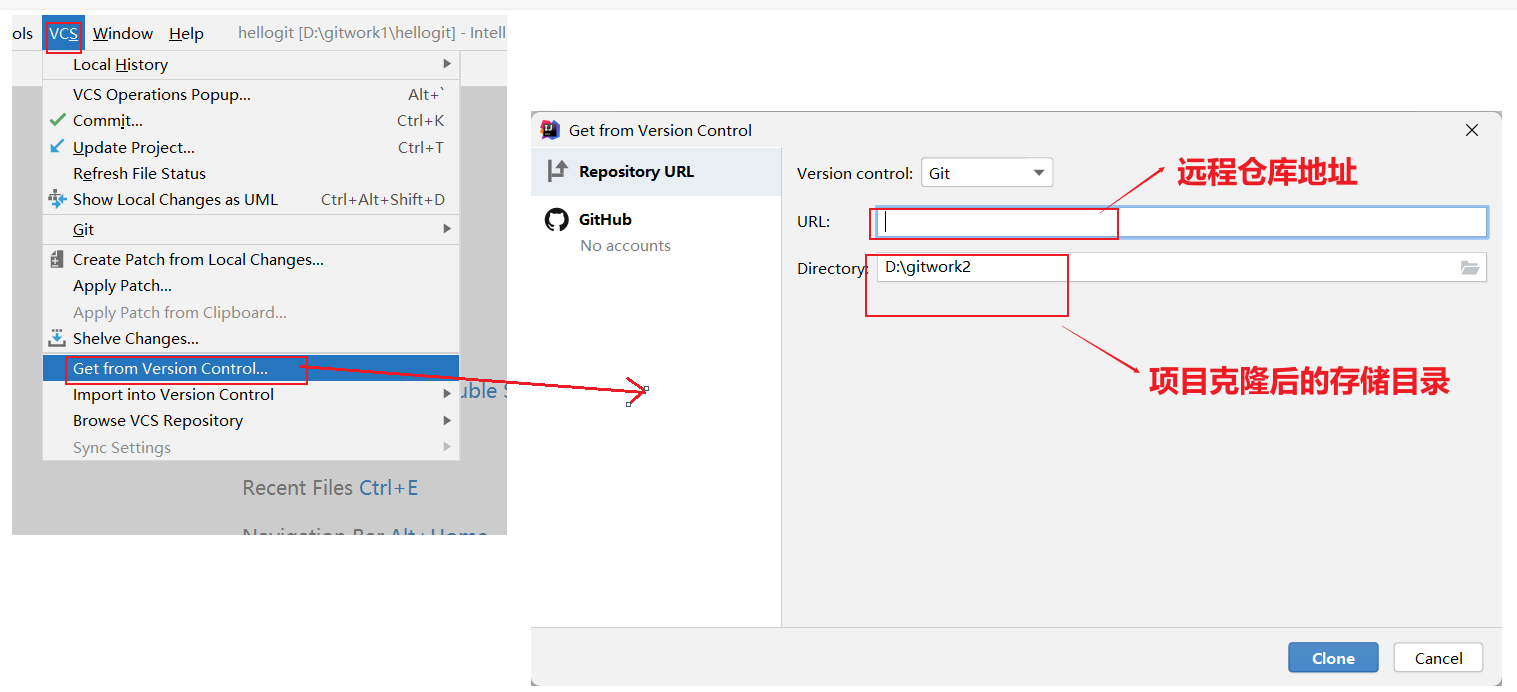 ols VCS Window Help hellogit [D:\gitwork1\hellogit] - Intell
Local History
VCS Operations Popup... Alt+`
Commit... Ctrl+K
Update Project... Ctrl+T
Refresh File Status
Show Local Changes as UML Ctrl+Alt+Shift+D
Git
Create Patch from Local Changes...
Apply Patch...
Apply Patch from Clipboard...
Shelve Changes...
Get from Version Control...
Import into Version Control
Browse VCS Repository
Sync Settings
uble S
Recent Files Ctrl+E
Navigation Bar Alt+Home
Get from Version Control
Repository URL
GitHub
No accounts
Version control: Git
远程仓库地址
URL:
Directory: D:\gitwork2
项目克隆后的存储目录
Clone Cancel